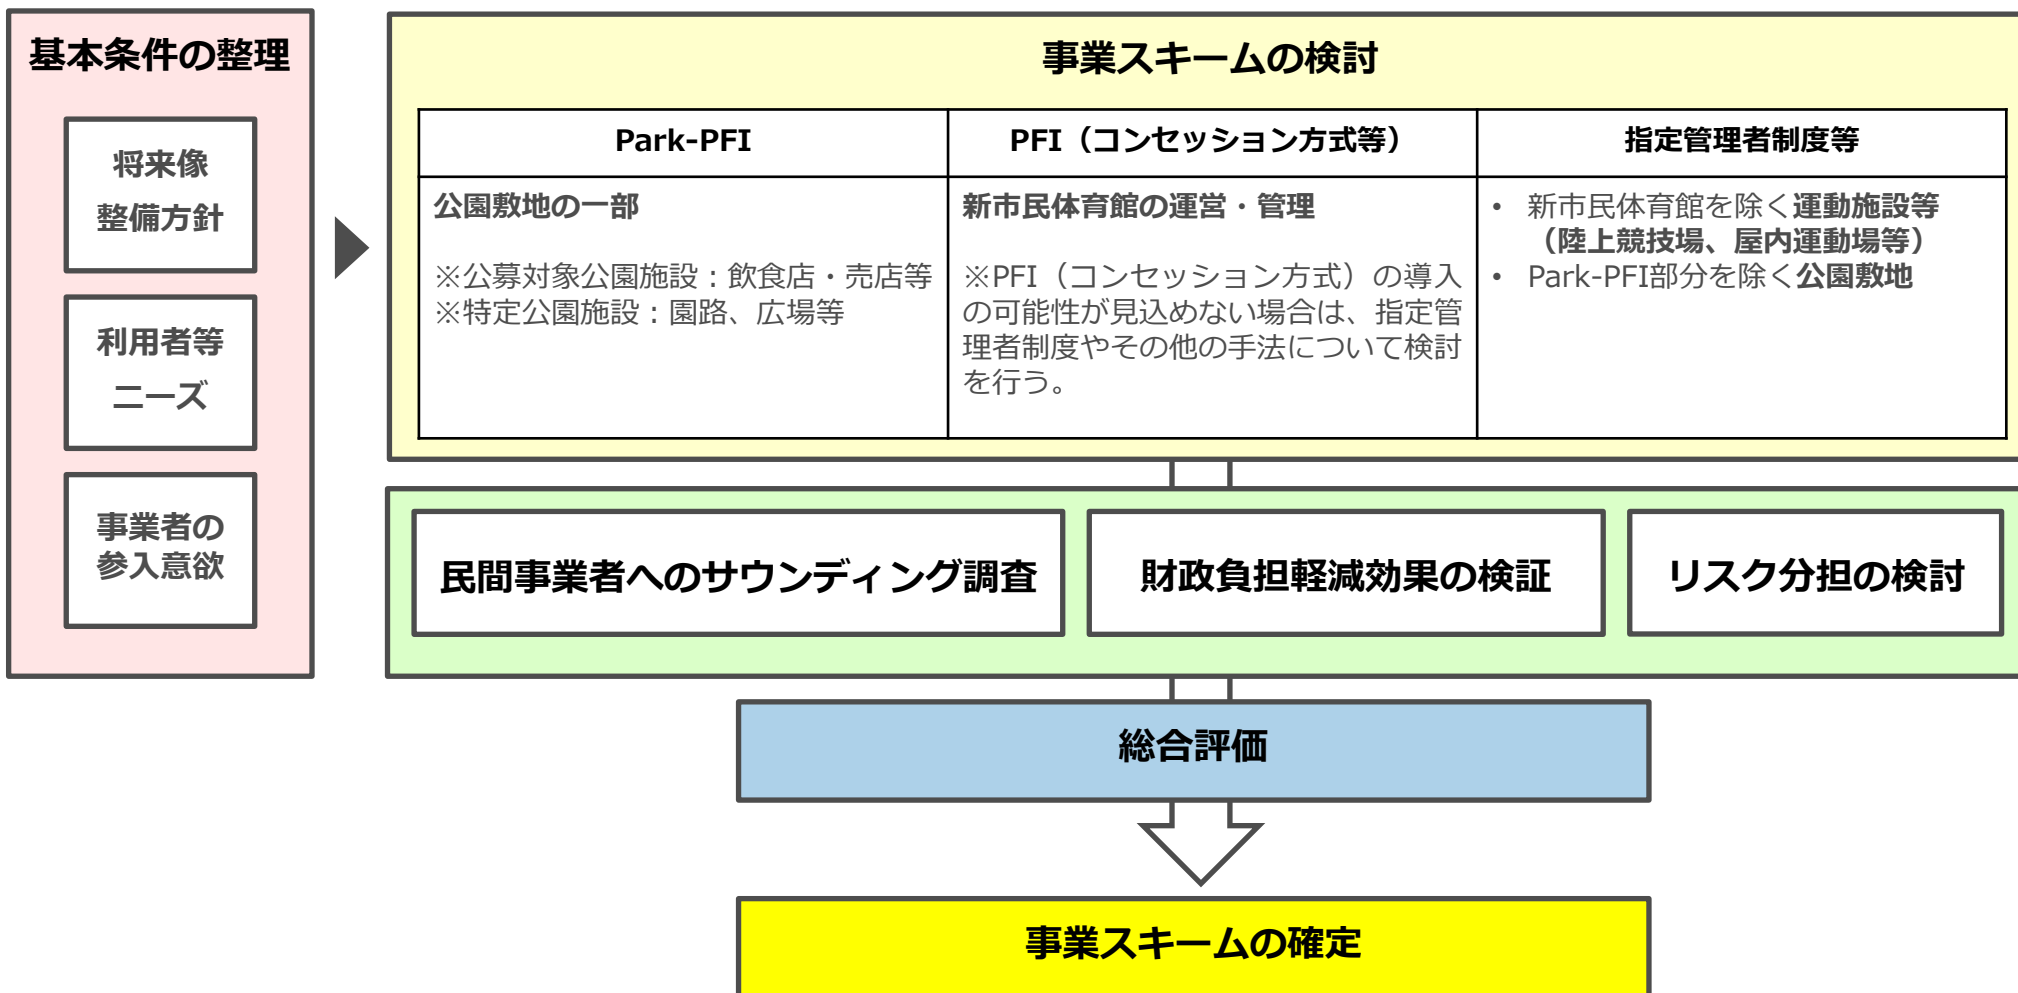 基本条件の整理
将来像
整備方針
利用者等
ニーズ
事業者の
参入意欲
事業スキームの検討
Park-PFI
公園敷地の一部
※公募対象公園施設：飲食店・売店等
※特定公園施設：園路、広場等
PFI（コンセッション方式等）
新市民体育館の運営・管理
※PFI（コンセッション方式）の導入
の可能性が見込めない場合は、指定管
理者制度やその他の手法について検討
を行う。
指定管理者制度等
• 新市民体育館を除く運動施設等
（陸上競技場、屋内運動場等）
• Park-PFI部分を除く公園敷地
民間事業者へのサウンディング調査
財政負担軽減効果の検証
リスク分担の検討
総合評価
事業スキームの確定